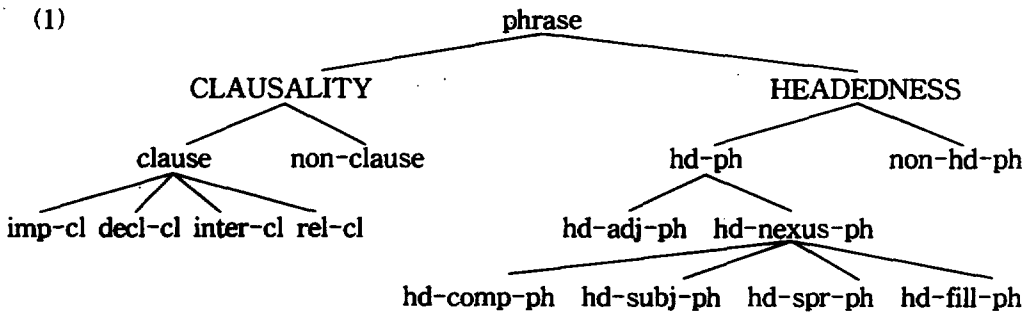 (1) phrase
CLAUSALITY HEADEDNESS
clause non-clause hd-ph non-hd-ph
imp-cl decl-cl inter-cl rel-cl hd-adj-ph hd-nexus-ph
hd-comp-ph hd-subj-ph hd-spr-ph hd-fill-ph